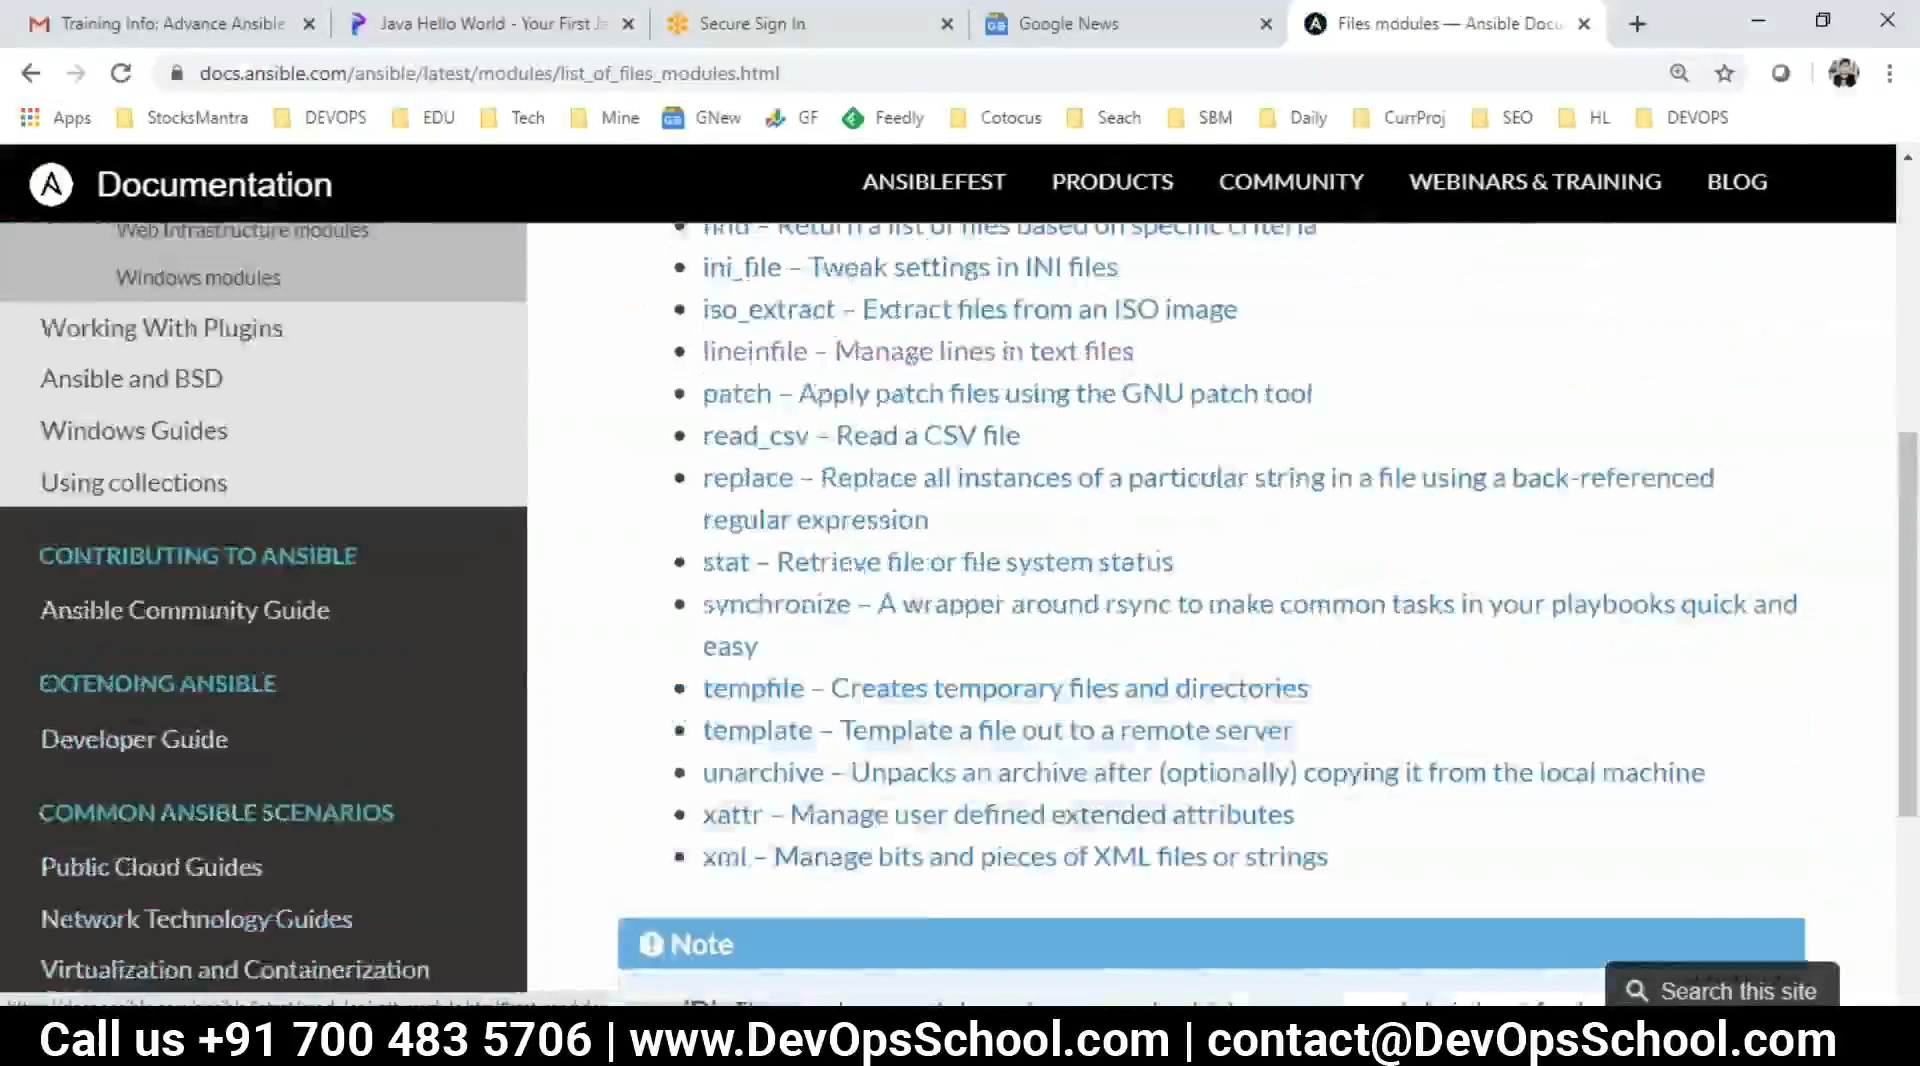 Training Info: Advance Ansible
Java Hello World - Your First Ja
Secure Sign In
Google News
Files modules — Ansible Docu
docs.ansible.com/ansible/latest/modules/list_of_files_modules.html
Apps StocksMantra DEVOPS EDU Tech Mine GNew GF Feedly Cotocus Seach SBM Daily CurrProj SEO HL DEVOPS
Documentation
ANSIBLEFEST PRODUCTS COMMUNITY WEBINARS & TRAINING BLOG
Web Infrastructure modules
Windows modules
Working With Plugins
Ansible and BSD
Windows Guides
Using collections
CONTRIBUTING TO ANSIBLE
Ansible Community Guide
EXTENDING ANSIBLE
Developer Guide
COMMON ANSIBLE SCENARIOS
Public Cloud Guides
Network Technology Guides
Virtualization and Containerization
find – Return a list of files based on specific criteria
ini_file – Tweak settings in INI files
iso_extract – Extract files from an ISO image
lineinfile – Manage lines in text files
patch – Apply patch files using the GNU patch tool
read_csv – Read a CSV file
replace – Replace all instances of a particular string in a file using a back-referenced
regular expression
stat – Retrieve file or file system status
synchronize – A wrapper around rsync to make common tasks in your playbooks quick and
easy
tempfile – Creates temporary files and directories
template – Template a file out to a remote server
unarchive – Unpacks an archive after (optionally) copying it from the local machine
xattr – Manage user defined extended attributes
xml – Manage bits and pieces of XML files or strings
Note
Search this site
Call us +91 700 483 5706 | www.DevOpsSchool.com | contact@DevOpsSchool.com